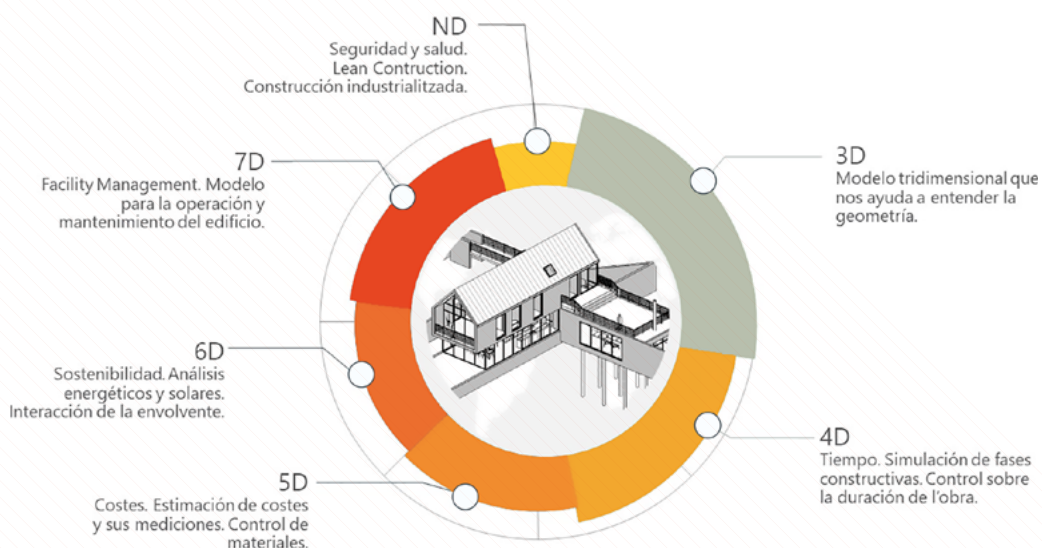 ND
Seguridad y salud.
Lean Contruction.
Construcción industrialitzada.
3D
Modelo tridimensional que
nos ayuda a entender la
geometría.
4D
Tiempo. Simulación de fases
constructivas. Control sobre
la duración de l'obra.
5D
Costes. Estimación de costes
y sus mediciones. Control de
materiales.
6D
Sostenibilidad. Análisis
energéticos y solares.
Interacción de la envolvente.
7D
Facility Management. Modelo
para la operación y
mantenimiento del edificio.